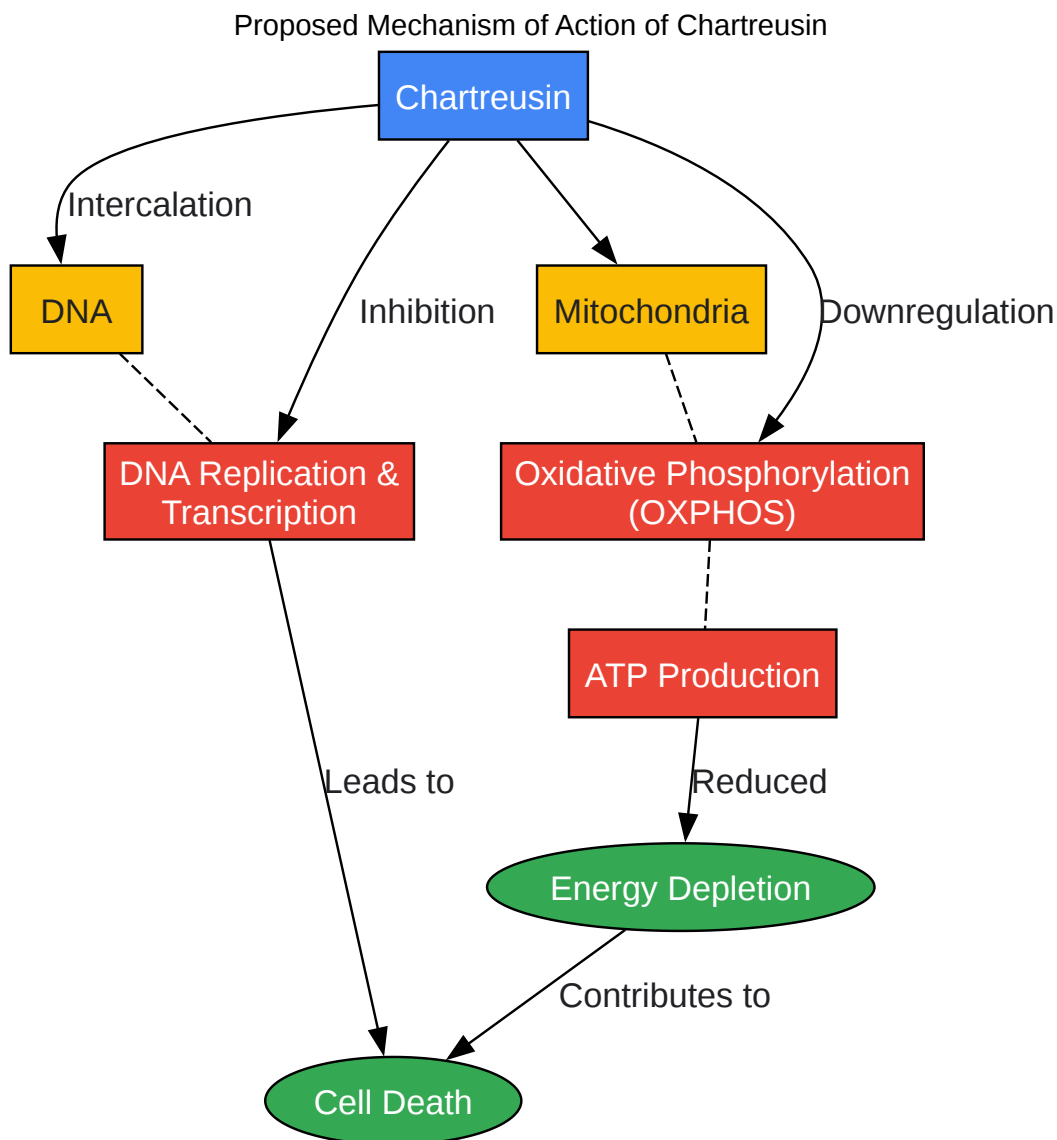 Proposed Mechanism of Action of Chartreusin
Chartreusin
Intercalation
DNA
Inhibition
Mitochondria
Downregulation
DNA Replication &
Transcription
Oxidative Phosphorylation
(OXPHOS)
ATP Production
Leads to
Reduced
Energy Depletion
Contributes to
Cell Death